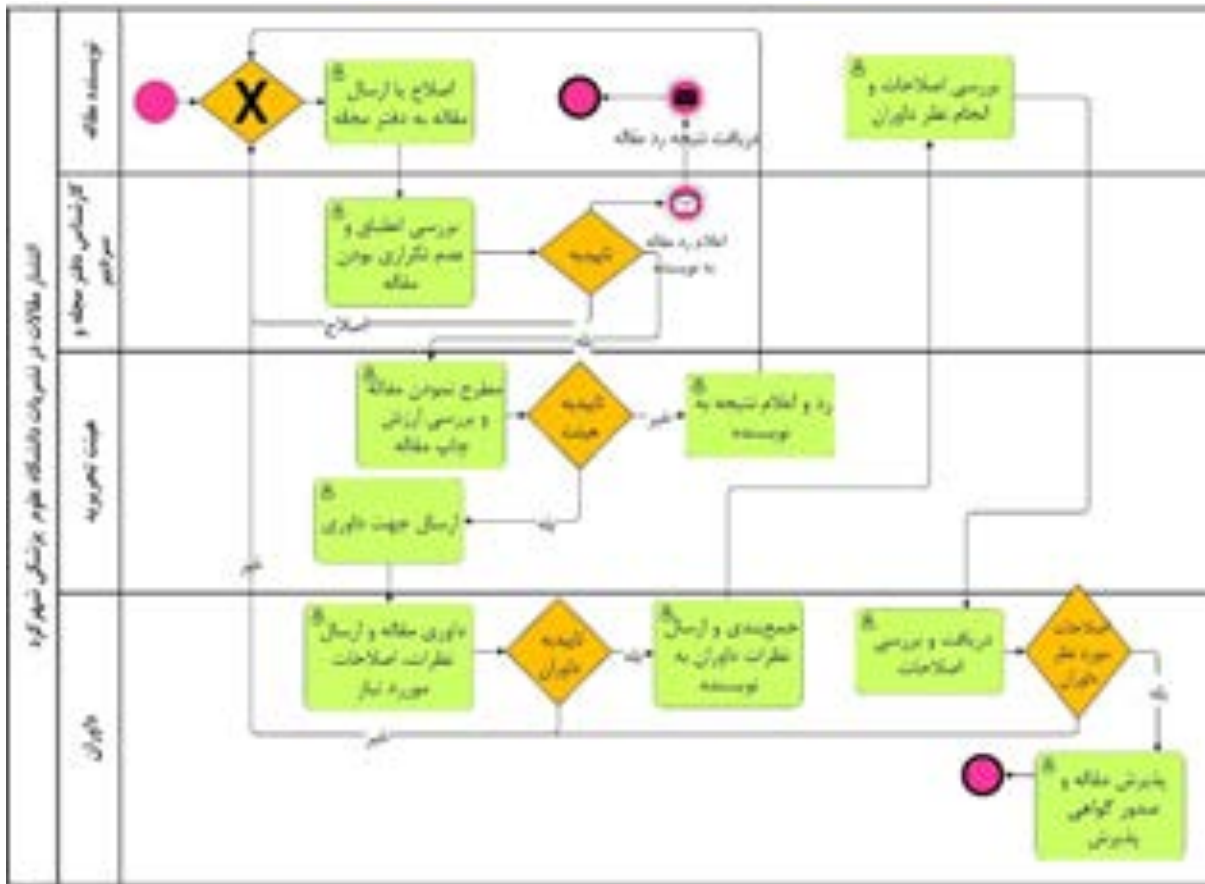 انتشار مقالات در نشریات دانشگاه علوم پزشکی شهرکرد
نویسنده مقاله
اصلاح یا ارسال
مقاله به دفتر مجله
دریافت نتیجه رد مقاله
بررسی اصلاحات و
انجام نظر داوران
کارشناس دفتر مجله و
سردبیر
بررسی انطباق و
عدم تکراری بودن
مقاله
تاییدیه
اعلام رد مقاله
به نویسنده
اصلاح
بله
هیئت تحریریه
مطرح نمودن مقاله
و بررسی ارزش
چاپ مقاله
تاییدیه
هیئت
خیر
رد و اعلام نتیجه به
نویسنده
ارسال جهت داوری
بله
خیر
داوران
داوری مقاله و ارسال
نظرات، اصلاحات
مورد نیاز
تاییدیه
داوران
بله
جمع‌بندی و ارسال
نظرات داوران به
نویسنده
دریافت و بررسی
اصلاحات
اصلاحات
مورد نظر
داوران
بله
خیر
پذیرش مقاله و
صدور گواهی
پذیرش